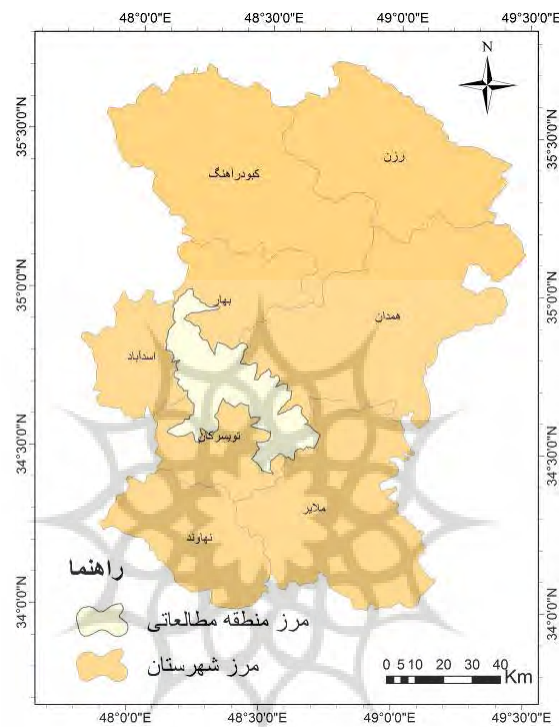 48°0'0"E 48°30'0"E 49°0'0"E 49°30'0"E
N
35°30'0"N 35°30'0"N
رزن
کبودراهنگ
35°0'0"N 35°0'0"N
بهار
همدان
اسدآباد
34°30'0"N 34°30'0"N
تویسرکان
ملایر
نهاوند
راهنما
34°0'0"N 34°0'0"N
مرز منطقه مطالعاتی
مرز شهرستان
0 5 10 20 30 40 Km
48°0'0"E 48°30'0"E 49°0'0"E 49°30'0"E